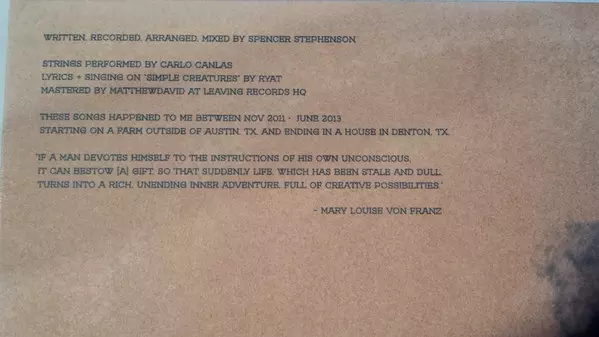 WRITTEN, RECORDED, ARRANGED, MIXED BY SPENCER STEPHENSON
STRINGS PERFORMED BY CARLO CANLAS
LYRICS + SINGING ON "SIMPLE CREATURES" BY RYAT
MASTERED BY MATTHEWDAVID AT LEAVING RECORDS HQ
THESE SONGS HAPPENED TO ME BETWEEN NOV 2011 - JUNE 2013
STARTING ON A FARM OUTSIDE OF AUSTIN, TX, AND ENDING IN A HOUSE IN DENTON, TX.
"IF A MAN DEVOTES HIMSELF TO THE INSTRUCTIONS OF HIS OWN UNCONSCIOUS,
IT CAN BESTOW [A] GIFT, SO THAT SUDDENLY LIFE, WHICH HAS BEEN STALE AND DULL,
TURNS INTO A RICH, UNENDING INNER ADVENTURE, FULL OF CREATIVE POSSIBILITIES."
- MARY LOUISE VON FRANZ